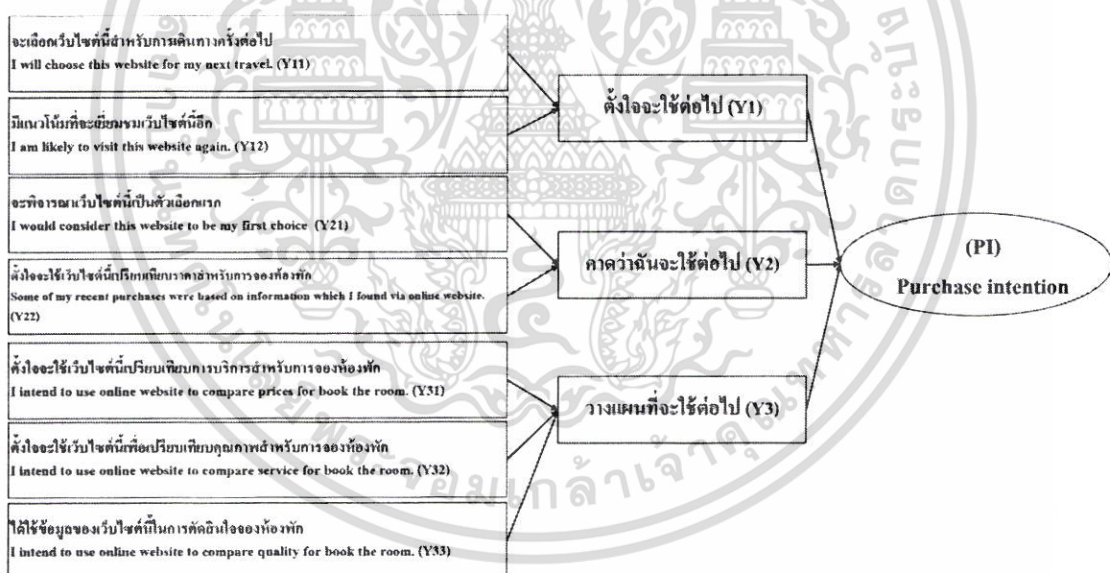 จะเลือกเว็บไซต์นี้สำหรับการเดินทางครั้งต่อไป
I will choose this website for my next travel. (Y11)
มีแนวโน้มที่จะเยี่ยมชมเว็บไซต์นี้อีก
I am likely to visit this website again. (Y12)
จะพิจารณาเว็บไซต์นี้เป็นตัวเลือกแรก
I would consider this website to be my first choice (Y21)
ตั้งใจจะใช้เว็บไซต์นี้เปรียบเทียบราคาสำหรับการจองห้องพัก
Some of my recent purchases were based on information which I found via online website.
(Y22)
ตั้งใจจะใช้เว็บไซต์นี้เปรียบเทียบการบริการสำหรับการจองห้องพัก
I intend to use online website to compare prices for book the room. (Y31)
ตั้งใจจะใช้เว็บไซต์นี้เพื่อเปรียบเทียบคุณภาพสำหรับการจองห้องพัก
I intend to use online website to compare service for book the room. (Y32)
ได้ใช้ข้อมูลของเว็บไซต์นี้ในการตัดสินใจจองห้องพัก
I intend to use online website to compare quality for book the room. (Y33)
ตั้งใจจะใช้ต่อไป (Y1)
คาดว่าฉันจะใช้ต่อไป (Y2)
วางแผนที่จะใช้ต่อไป (Y3)
(PI)
Purchase intention